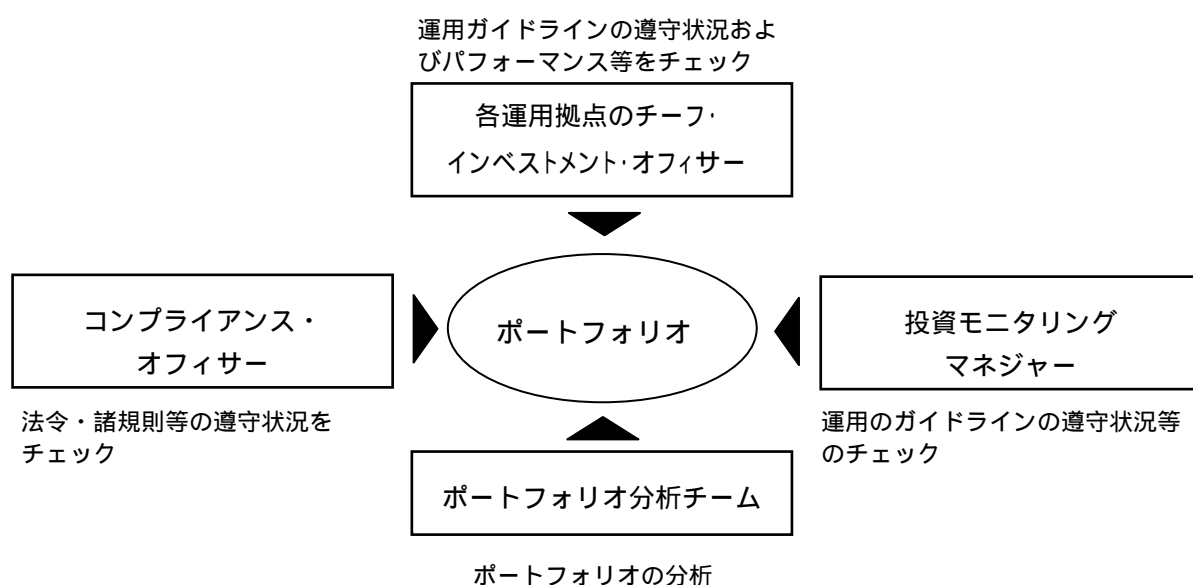 運用ガイドラインの遵守状況およ
びパフォーマンス等をチェック
各運用拠点のチーフ・
インベストメント・オフィサー
コンプライアンス・
オフィサー
ポートフォリオ
投資モニタリング
マネジャー
法令・諸規則等の遵守状況を
チェック
運用のガイドラインの遵守状況等
のチェック
ポートフォリオ分析チーム
ポートフォリオの分析